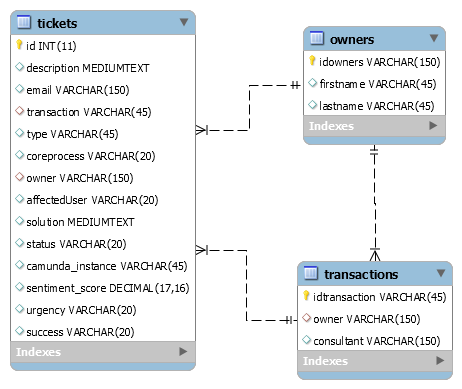 tickets
id INT(11)
description MEDIUMTEXT
email VARCHAR(150)
transaction VARCHAR(45)
type VARCHAR(45)
coreprocess VARCHAR(20)
owner VARCHAR(150)
affectedUser VARCHAR(20)
solution MEDIUMTEXT
status VARCHAR(20)
camunda_instance VARCHAR(45)
sentiment_score DECIMAL(17,16)
urgency VARCHAR(20)
success VARCHAR(20)
Indexes
owners
idowners VARCHAR(150)
firstname VARCHAR(45)
lastname VARCHAR(45)
Indexes
transactions
idtransaction VARCHAR(45)
owner VARCHAR(150)
consultant VARCHAR(150)
Indexes